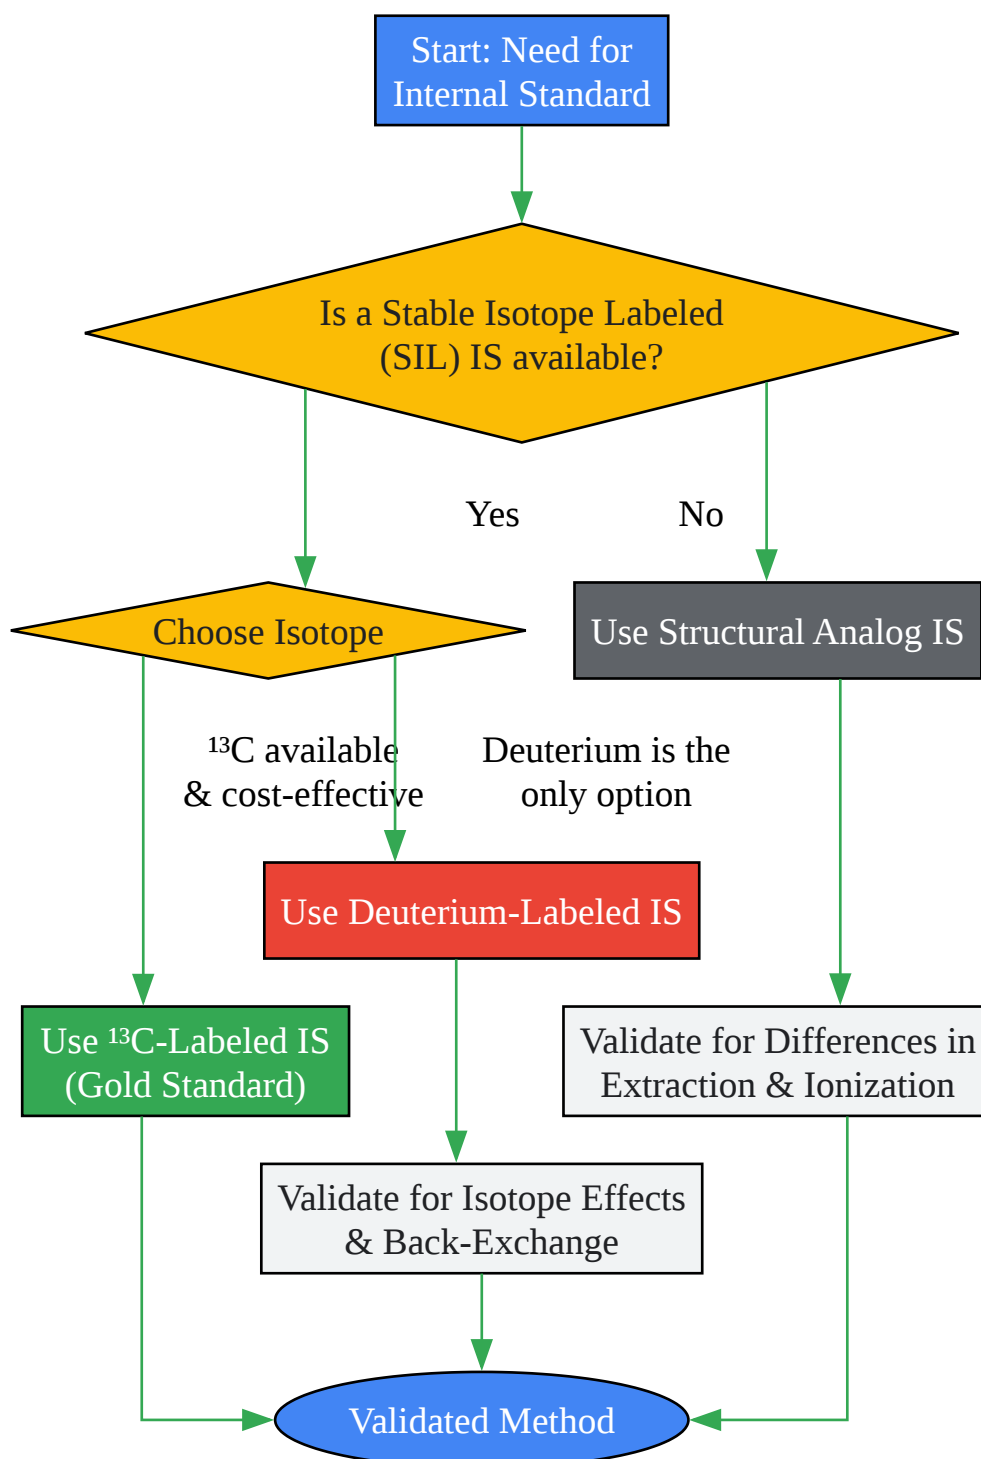 Start: Need for
Internal Standard
Is a Stable Isotope Labeled
(SIL) IS available?
Yes
No
Choose Isotope
Use Structural Analog IS
¹³C available
& cost-effective
Deuterium is the
only option
Use Deuterium-Labeled IS
Use ¹³C-Labeled IS
(Gold Standard)
Validate for Differences in
Extraction & Ionization
Validate for Isotope Effects
& Back-Exchange
Validated Method